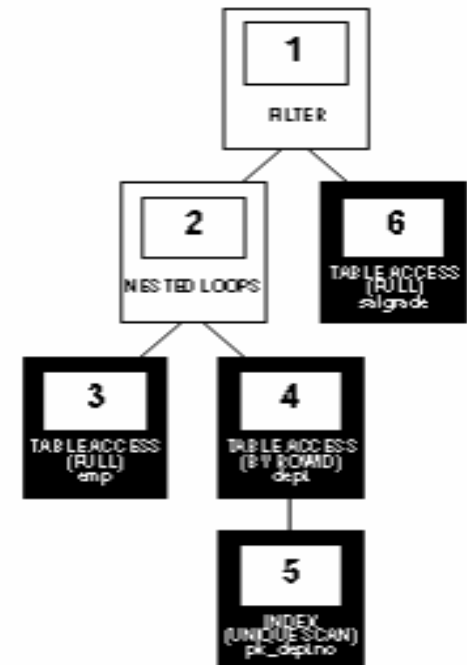 1
FILTER
2
NESTED LOOPS
6
TABLE ACCESS
(FULL)
salgrade
3
TABLE ACCESS
(FULL)
emp
4
TABLE ACCESS
(BY ROWID)
dept
5
INDEX
(UNIQUE SCAN)
pk_deptno